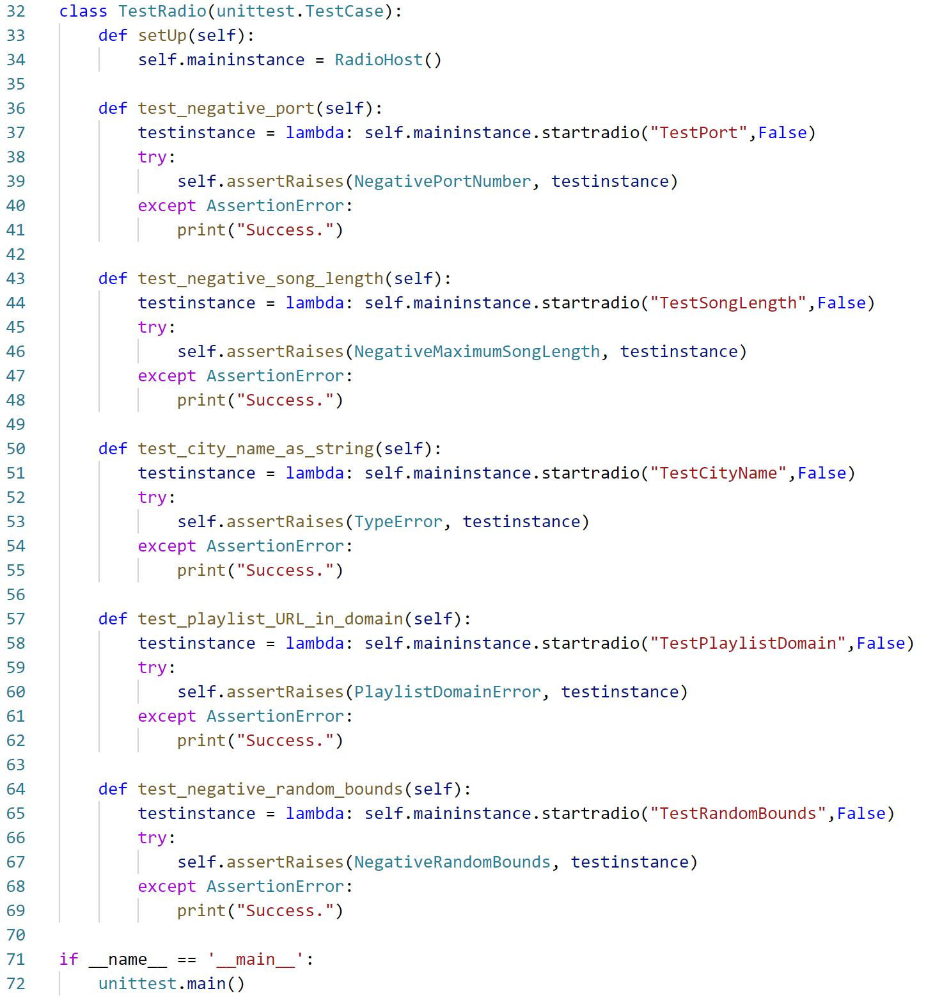 32 class TestRadio(unittest.TestCase):
33     def setUp(self):
34         self.maininstance = RadioHost()
35
36     def test_negative_port(self):
37         testinstance = lambda: self.maininstance.startradio("TestPort",False)
38         try:
39             self.assertRaises(NegativePortNumber, testinstance)
40         except AssertionError:
41             print("Success.")
42
43     def test_negative_song_length(self):
44         testinstance = lambda: self.maininstance.startradio("TestSongLength",False)
45         try:
46             self.assertRaises(NegativeMaximumSongLength, testinstance)
47         except AssertionError:
48             print("Success.")
49
50     def test_city_name_as_string(self):
51         testinstance = lambda: self.maininstance.startradio("TestCityName",False)
52         try:
53             self.assertRaises(TypeError, testinstance)
54         except AssertionError:
55             print("Success.")
56
57     def test_playlist_URL_in_domain(self):
58         testinstance = lambda: self.maininstance.startradio("TestPlaylistDomain",False)
59         try:
60             self.assertRaises(PlaylistDomainError, testinstance)
61         except AssertionError:
62             print("Success.")
63
64     def test_negative_random_bounds(self):
65         testinstance = lambda: self.maininstance.startradio("TestRandomBounds",False)
66         try:
67             self.assertRaises(NegativeRandomBounds, testinstance)
68         except AssertionError:
69             print("Success.")
70
71 if __name__ == '__main__':
72     unittest.main()